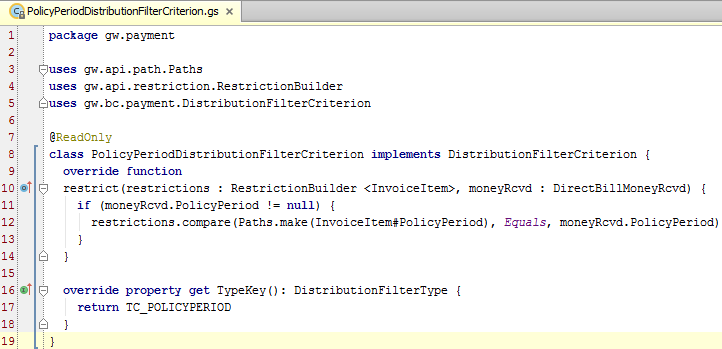 PolicyPeriodDistributionFilterCriterion.gs ×
1 package gw.payment
2
3 uses gw.api.path.Paths
4 uses gw.api.restriction.RestrictionBuilder
5 uses gw.bc.payment.DistributionFilterCriterion
6
7 @ReadOnly
8 class PolicyPeriodDistributionFilterCriterion implements DistributionFilterCriterion {
9   override function
10   restrict(restrictions : RestrictionBuilder <InvoiceItem>, moneyRcvd : DirectBillMoneyRcvd) {
11     if (moneyRcvd.PolicyPeriod != null) {
12       restrictions.compare(Paths.make(InvoiceItem#PolicyPeriod), Equals, moneyRcvd.PolicyPeriod)
13     }
14   }
15
16   override property get TypeKey(): DistributionFilterType {
17     return TC_POLICYPERIOD
18   }
19 }